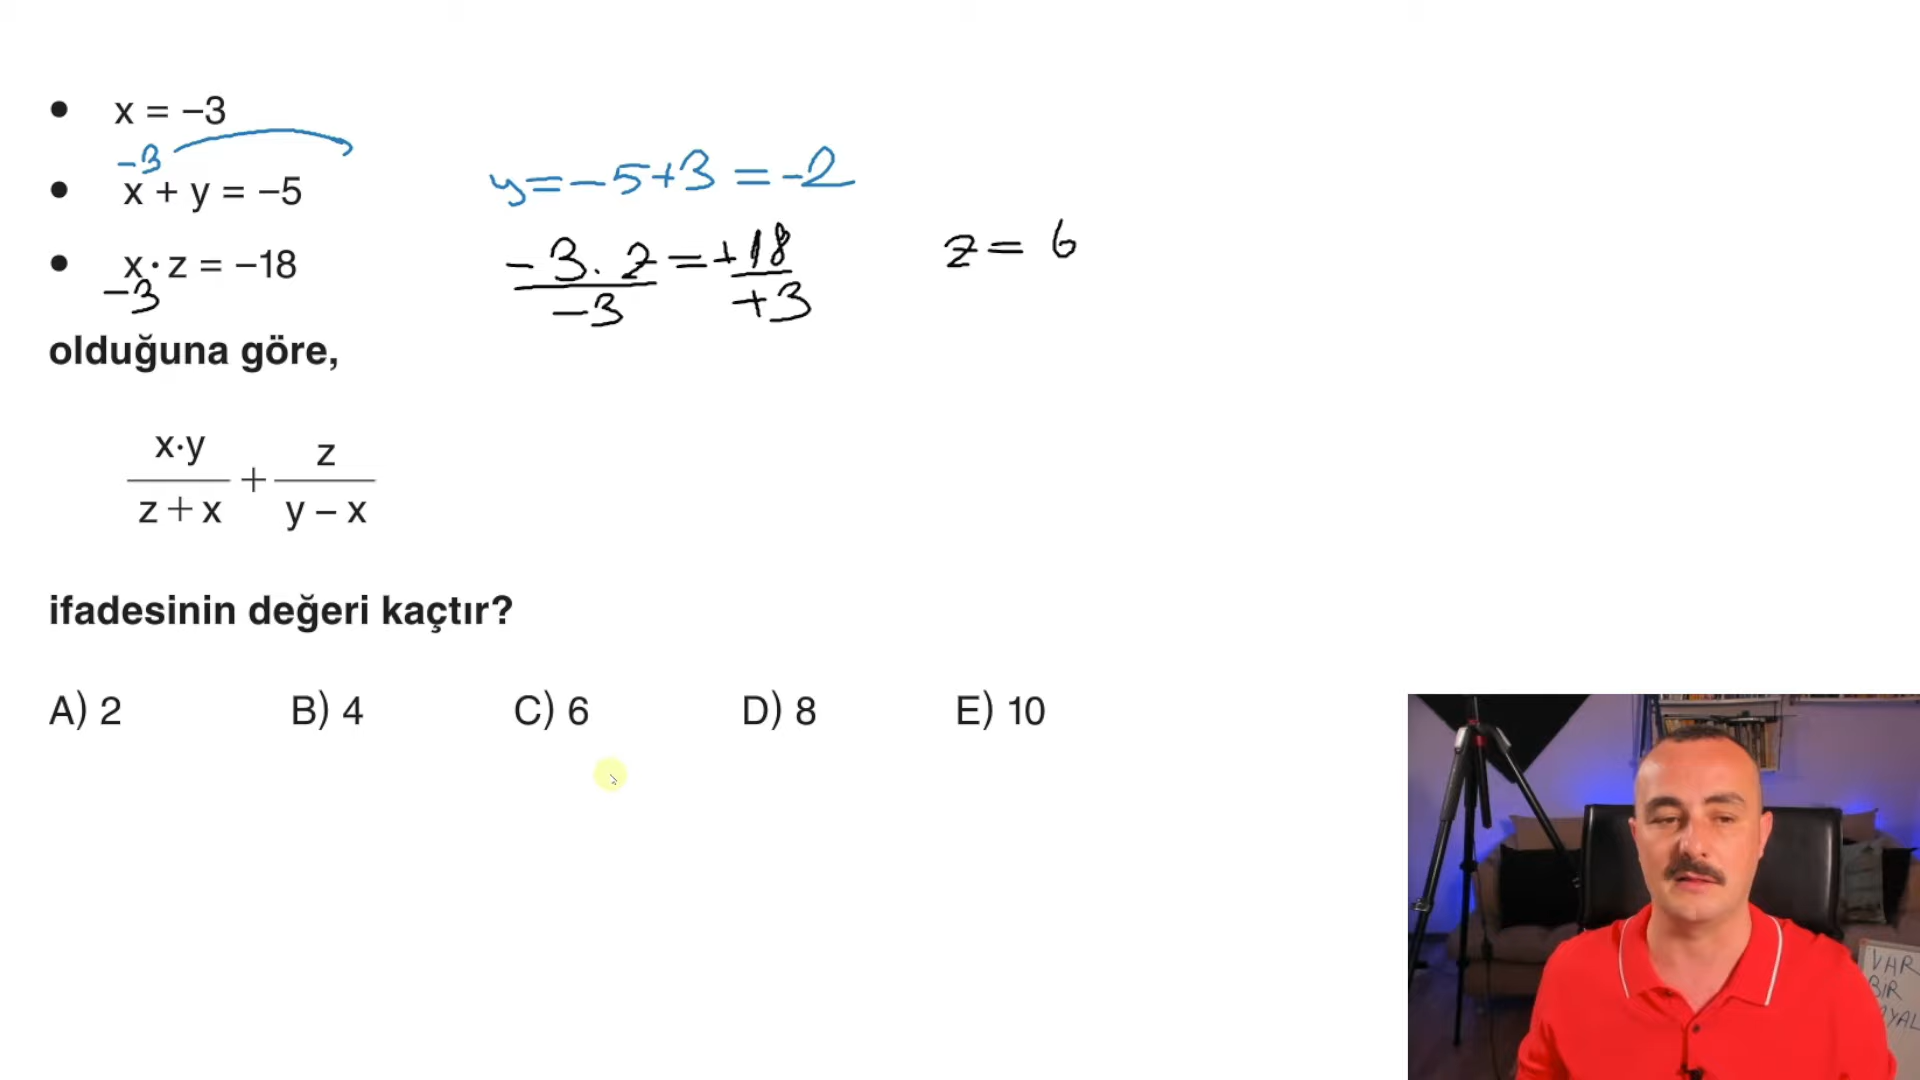 • x = −3
−3
• x + y = −5
y = −5+3 = −2
• x·z = −18
−3
−3.z = +18
−3 +3
z = 6
olduğuna göre,
x·y/z+x + z/y−x
ifadesinin değeri kaçtır?
A) 2 B) 4 C) 6 D) 8 E) 10
VAR
BİR